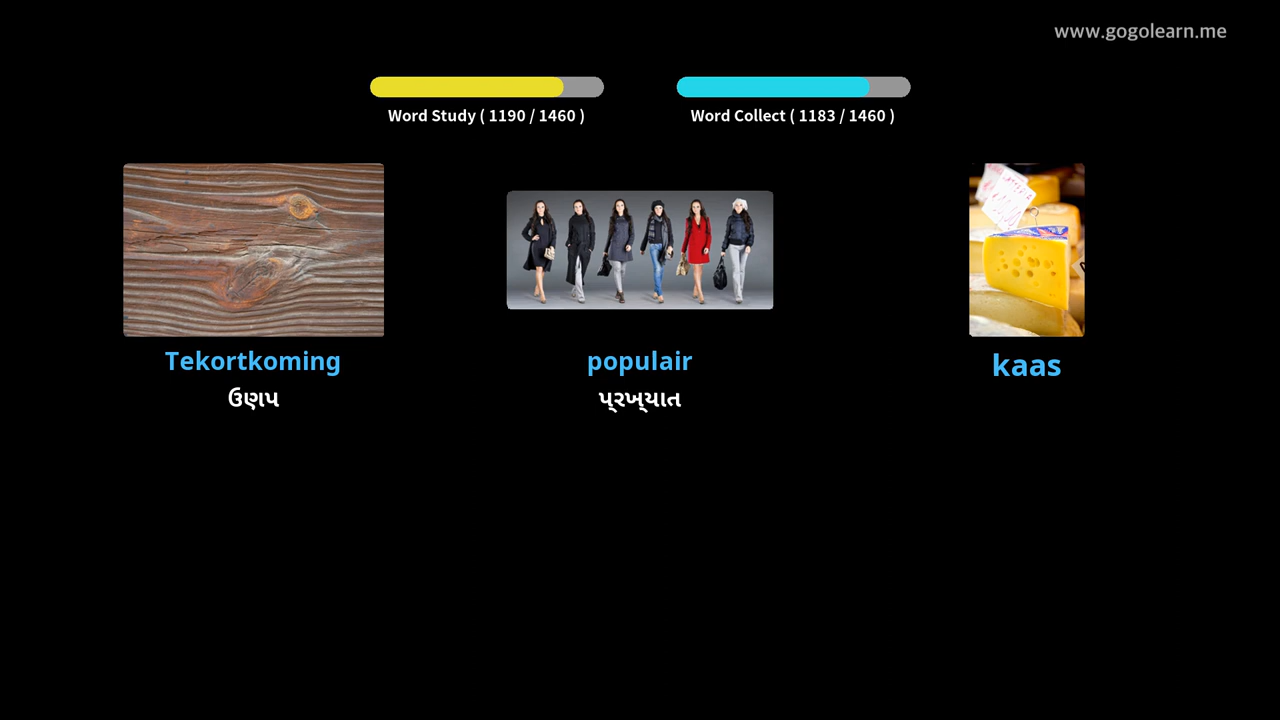 www.gogolearn.me
Word Study ( 1190 / 1460 )
Word Collect ( 1183 / 1460 )
Tekortkoming
populair
kaas
ઉણપ
પ્રખ્યાત